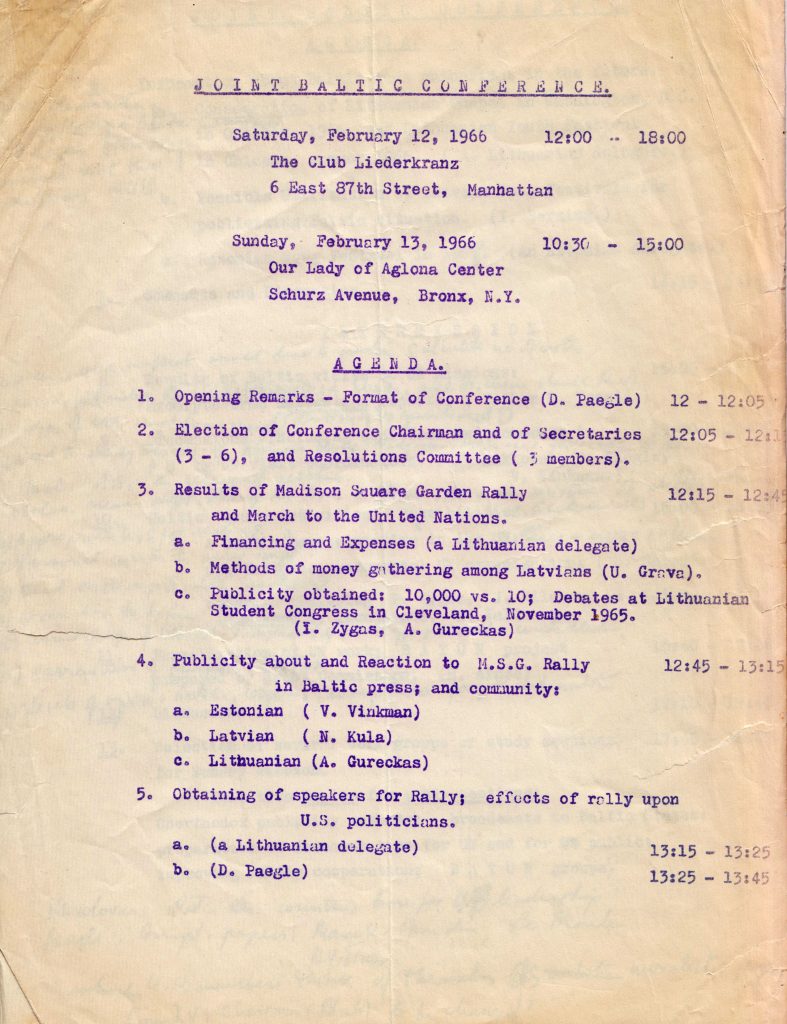 J O I N T  B A L T I C  C O N F E R E N C E.
Saturday, February 12, 1966 12:00 -- 18:00
The Club Liederkranz
6 East 87th Street, Manhattan
Sunday, February 13, 1966 10:30 - 15:00
Our Lady of Aglona Center
Schurz Avenue, Bronx, N.Y.
A G E N D A.
1. Opening Remarks - Format of Conference (D. Paegle) 12 - 12:05
2. Election of Conference Chairman and of Secretaries 12:05 -
(3 - 6), and Resolutions Committee ( 3 members).
3. Results of Madison Square Garden Rally 12:15 - 12:45
and March to the United Nations.
a. Financing and Expenses (a Lithuanian delegate)
b. Methods of money gathering among Latvians (U. Grava).
c. Publicity obtained: 10,000 vs. 10; Debates at Lithuanian
Student Congress in Cleveland, November 1965.
(I. Zygas, A. Gureckas)
4. Publicity about and Reaction to M.S.G. Rally 12:45 - 13:15
in Baltic press; and community:
a. Estonian ( V. Vinkman)
b. Latvian ( N. Kula)
c. Lithuanian (A. Gureckas)
5. Obtaining of speakers for Rally; effects of rally upon
U.S. politicians.
a. (a Lithuanian delegate) 13:15 - 13:25
b. (D. Paegle) 13:25 - 13:45